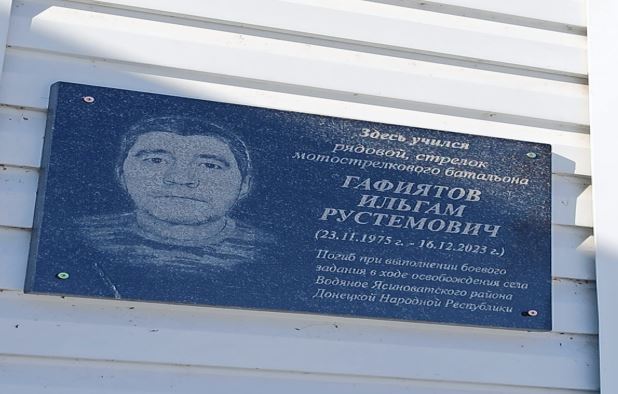 Здесь учился
рядовой, стрелок
мотострелкового батальона
ГАФИЯТОВ
ИЛЬГАМ
РУСТЕМОВИЧ
(23.11.1975 г. - 16.12.2023 г.)
Погиб при выполнении боевого
задания в ходе освобождения села
Водяное Ясиноватского района
Донецкой Народной Республики